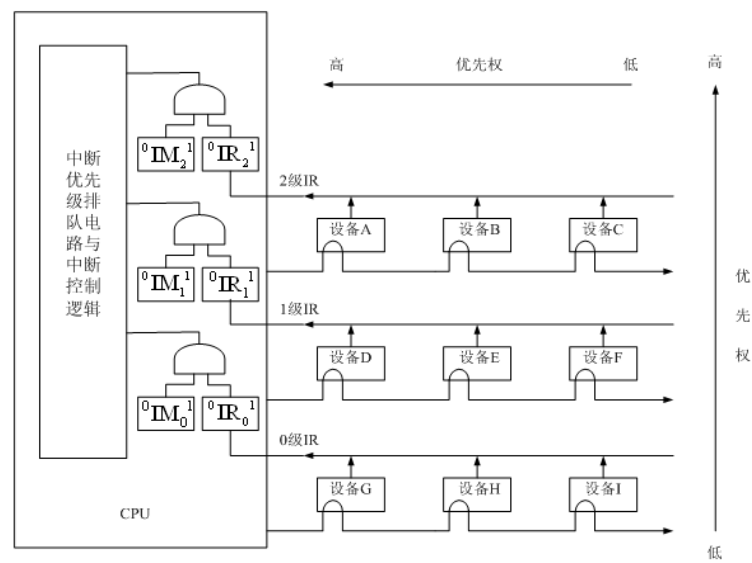 高 优先权 低
高
中断
优先
级排
队电
路与
中断
控制
逻辑
0IM21 0IR21
2级IR
设备A 设备B 设备C
0IM11 0IR11
1级IR
设备D 设备E 设备F
0IM01 0IR01
0级IR
设备G 设备H 设备I
CPU
优
先
权
低